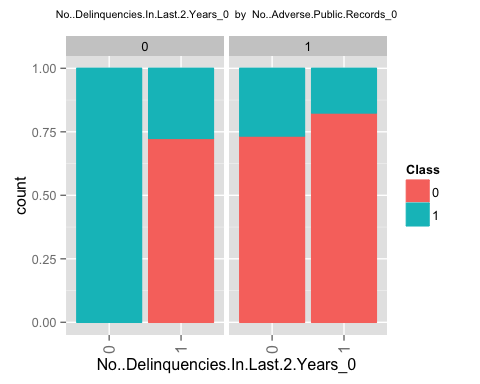 No..Delinquencies.In.Last.2.Years_0 by No..Adverse.Public.Records_0
0 1
1.00
0.75
0.50
0.25
0.00
count
0 1 0 1
No..Delinquencies.In.Last.2.Years_0
Class
0
1